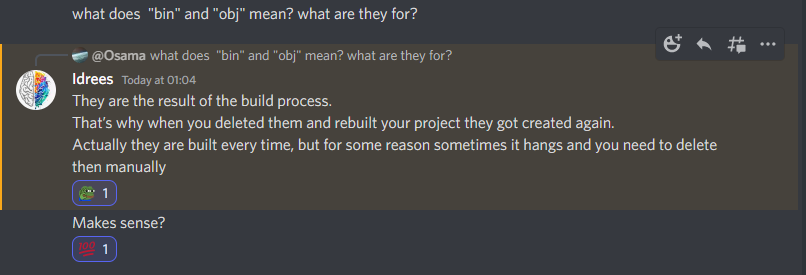 what does "bin" and "obj" mean? what are they for?
@Osama what does "bin" and "obj" mean? what are they for?
Idrees Today at 01:04
They are the result of the build process.
That's why when you deleted them and rebuilt your project they got created again.
Actually they are built every time, but for some reason sometimes it hangs and you need to delete
then manually
1
Makes sense?
100 1